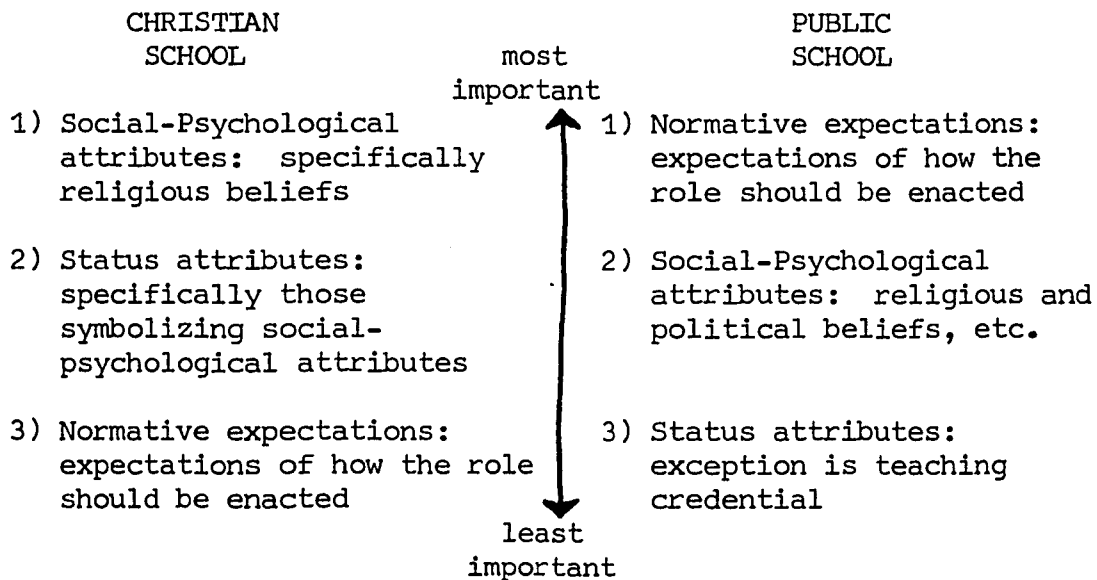 CHRISTIAN
SCHOOL
most
important
PUBLIC
SCHOOL
1) Social-Psychological
attributes: specifically
religious beliefs
2) Status attributes:
specifically those
symbolizing social-
psychological attributes
3) Normative expectations:
expectations of how the role
should be enacted
1) Normative expectations:
expectations of how the
role should be enacted
2) Social-Psychological
attributes: religious and
political beliefs, etc.
3) Status attributes:
exception is teaching
credential
least
important